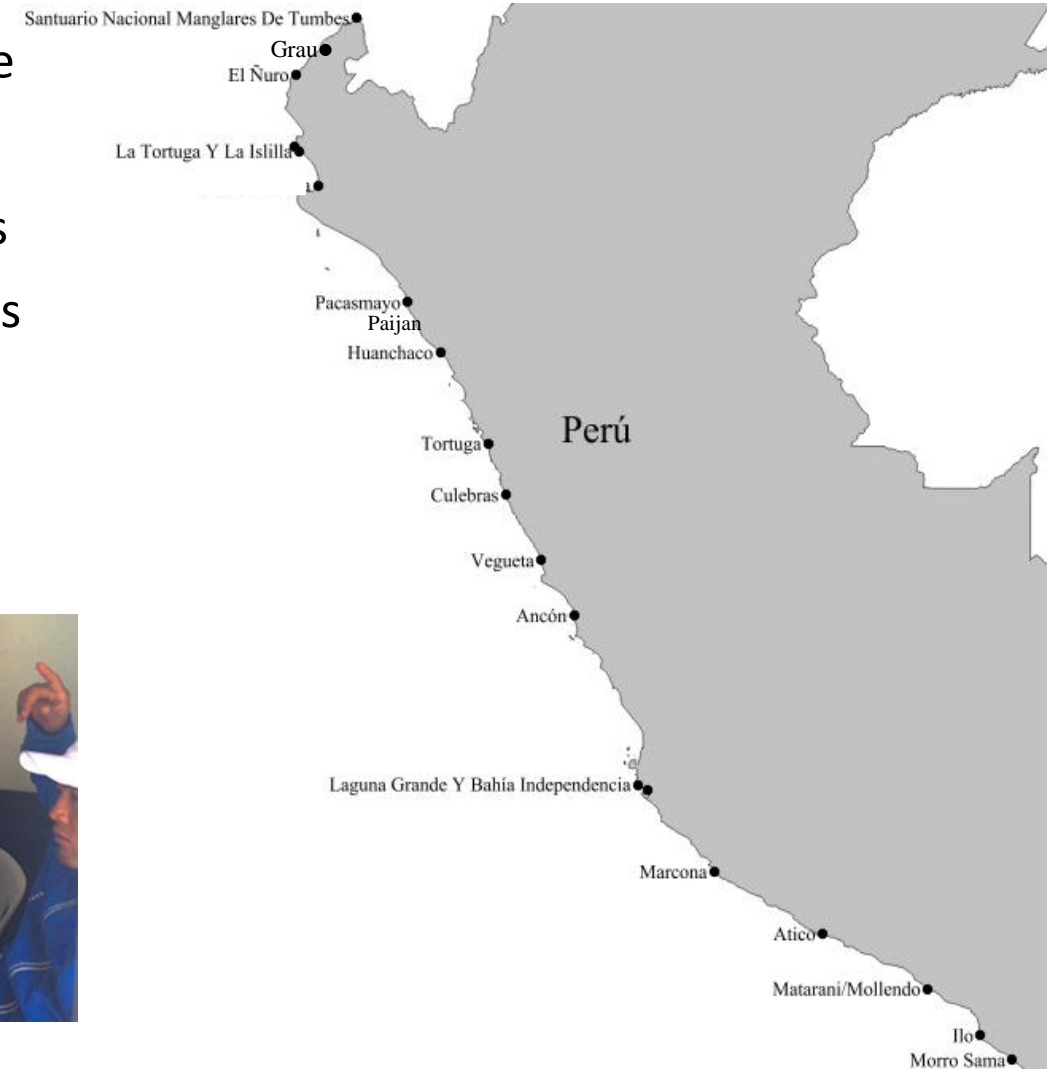 Santuario Nacional Manglares De Tumbes
Grau
e
El Ñuro
La Tortuga Y La Islilla
s
s
Pacasmayo
Paijan
Huanchaco
Perú
Tortuga
Culebras
Vegueta
Ancón
Laguna Grande Y Bahía Independencia
Marcona
Atico
Matarani/Mollendo
Ilo
Morro Sama